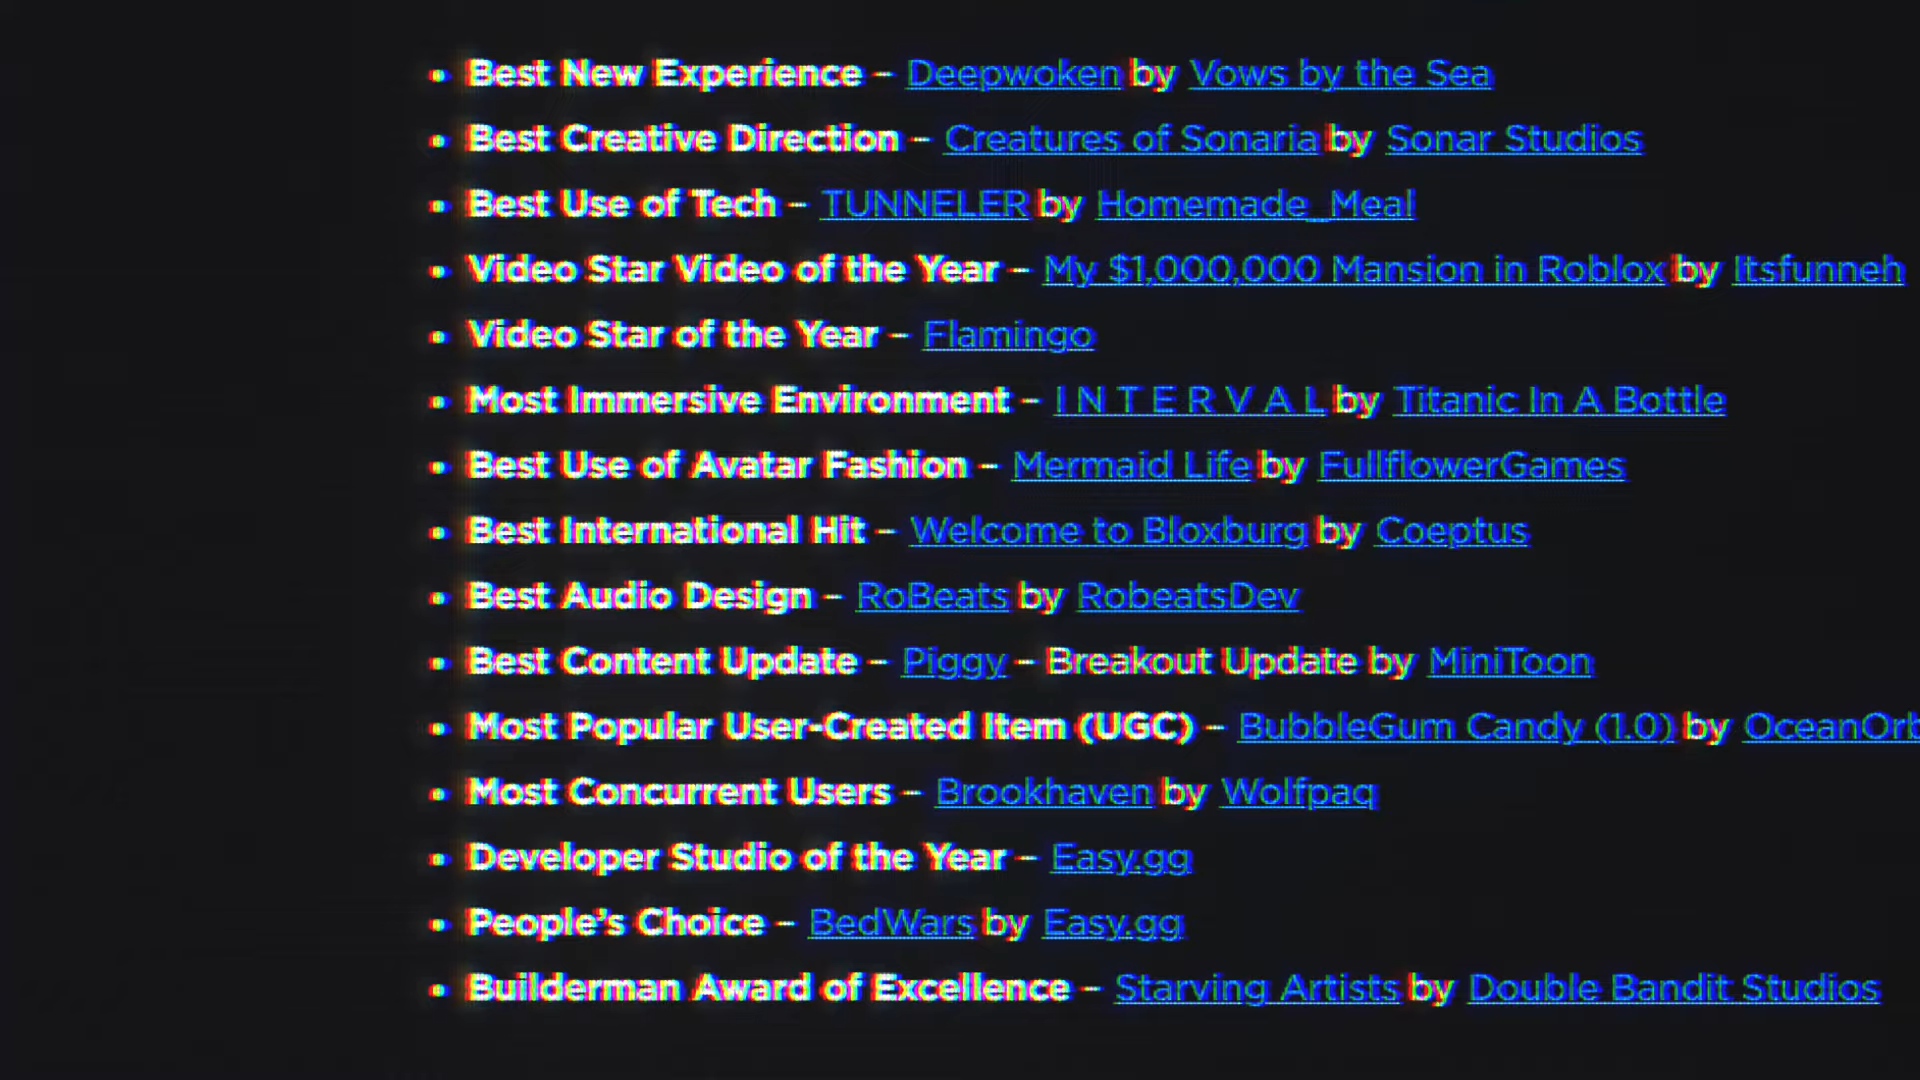 • Best New Experience – Deepwoken by Vows by the Sea
• Best Creative Direction – Creatures of Sonaria by Sonar Studios
• Best Use of Tech – TUNNELER by Homemade_Meal
• Video Star Video of the Year – My $1,000,000 Mansion in Roblox by Itsfunneh
• Video Star of the Year – Flamingo
• Most Immersive Environment – I N T E R V A L by Titanic In A Bottle
• Best Use of Avatar Fashion – Mermaid Life by FullflowerGames
• Best International Hit – Welcome to Bloxburg by Coeptus
• Best Audio Design – RoBeats by RobeatsDev
• Best Content Update – Piggy – Breakout Update by MiniToon
• Most Popular User-Created Item (UGC) – BubbleGum Candy (1.0) by OceanOrb
• Most Concurrent Users – Brookhaven by Wolfpaq
• Developer Studio of the Year – Easy.gg
• People's Choice – BedWars by Easy.gg
• Builderman Award of Excellence – Starving Artists by Double Bandit Studios